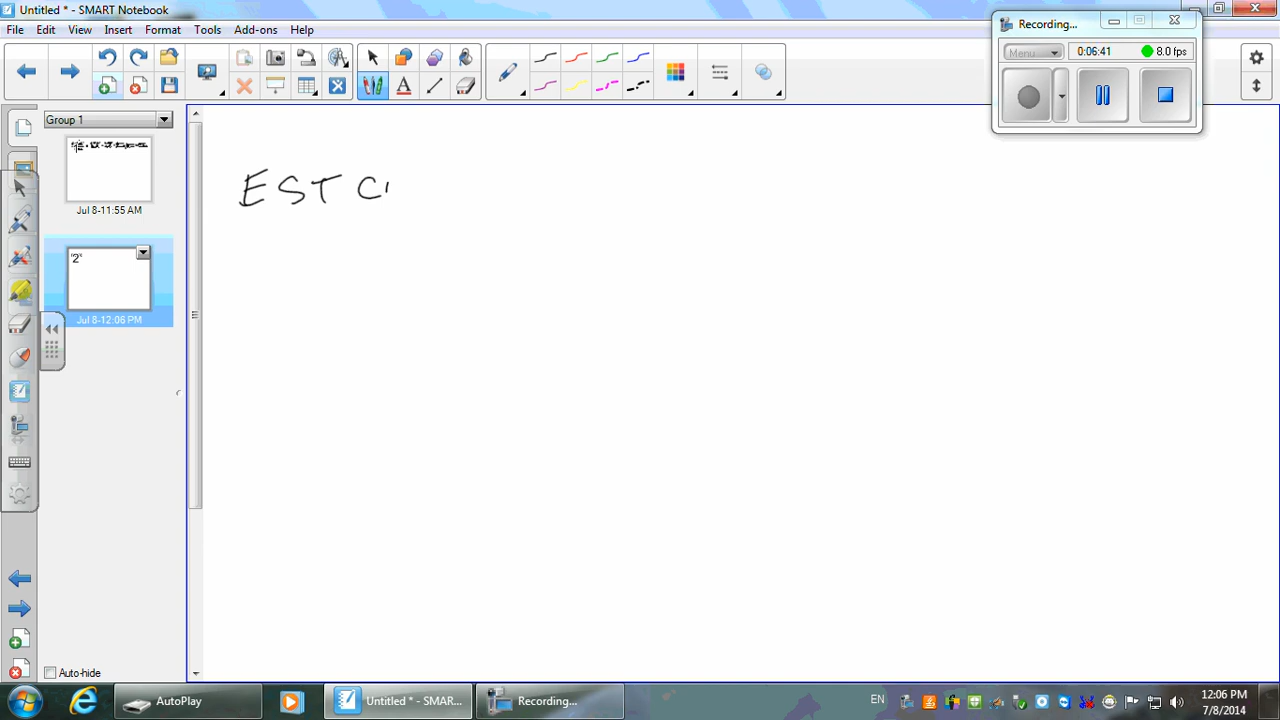 Untitled * - SMART Notebook
File Edit View Insert Format Tools Add-ons Help
Recording...
Menu 0:06:41 8.0 fps
Group 1
Jul 8-11:55 AM
Jul 8-12:06 PM
EST C
Auto-hide
AutoPlay
Untitled * - SMAR...
Recording...
EN
12:06 PM
7/8/2014